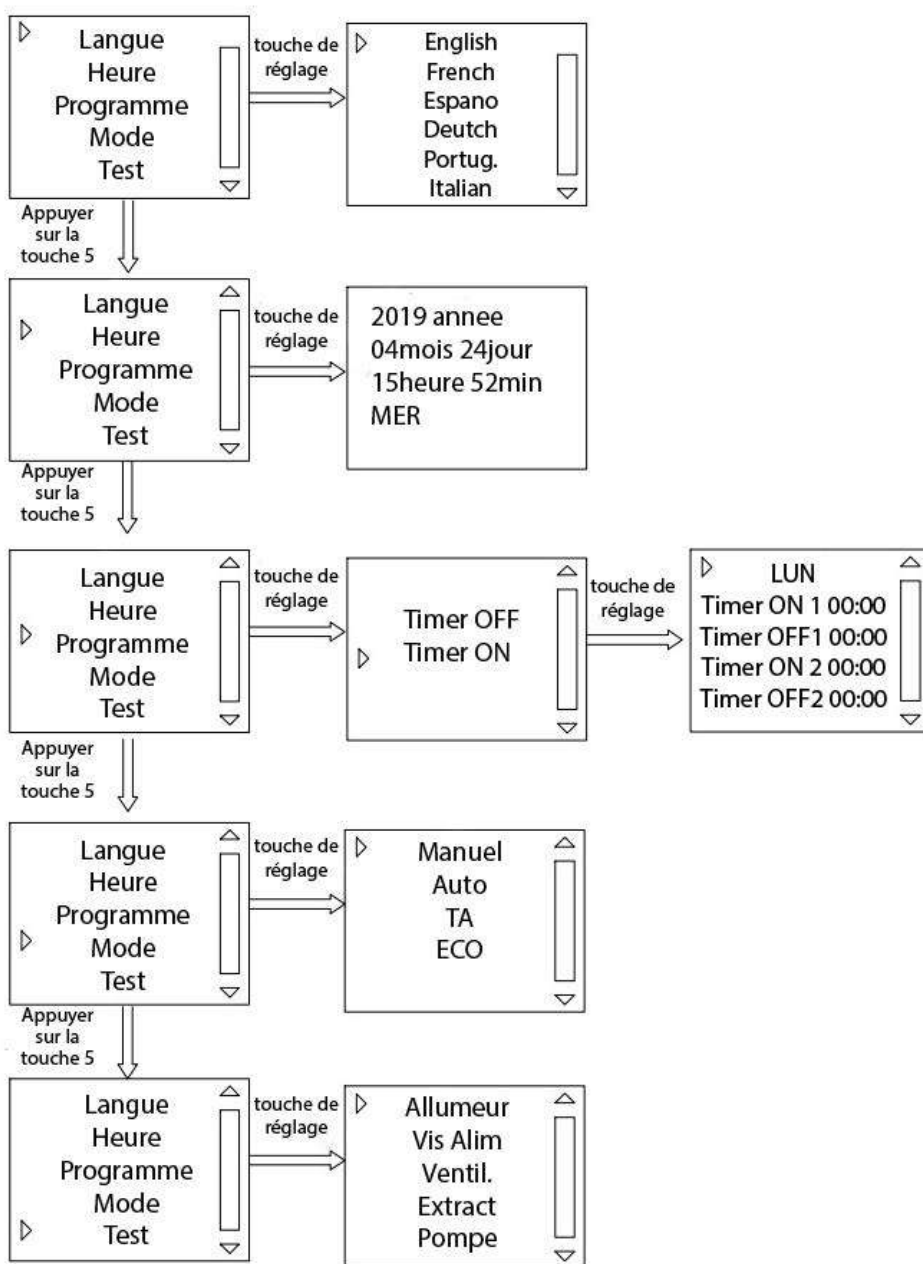 Langue
Heure
Programme
Mode
Test
touche de
réglage
English
French
Espano
Deutch
Portug.
Italian
Appuyer
sur la
touche 5
Langue
Heure
Programme
Mode
Test
touche de
réglage
2019 annee
04mois 24jour
15heure 52min
MER
Appuyer
sur la
touche 5
Langue
Heure
Programme
Mode
Test
touche de
réglage
Timer OFF
Timer ON
touche de
réglage
LUN
Timer ON 1 00:00
Timer OFF1 00:00
Timer ON 2 00:00
Timer OFF2 00:00
Appuyer
sur la
touche 5
Langue
Heure
Programme
Mode
Test
touche de
réglage
Manuel
Auto
TA
ECO
Appuyer
sur la
touche 5
Langue
Heure
Programme
Mode
Test
touche de
réglage
Allumeur
Vis Alim
Ventil.
Extract
Pompe